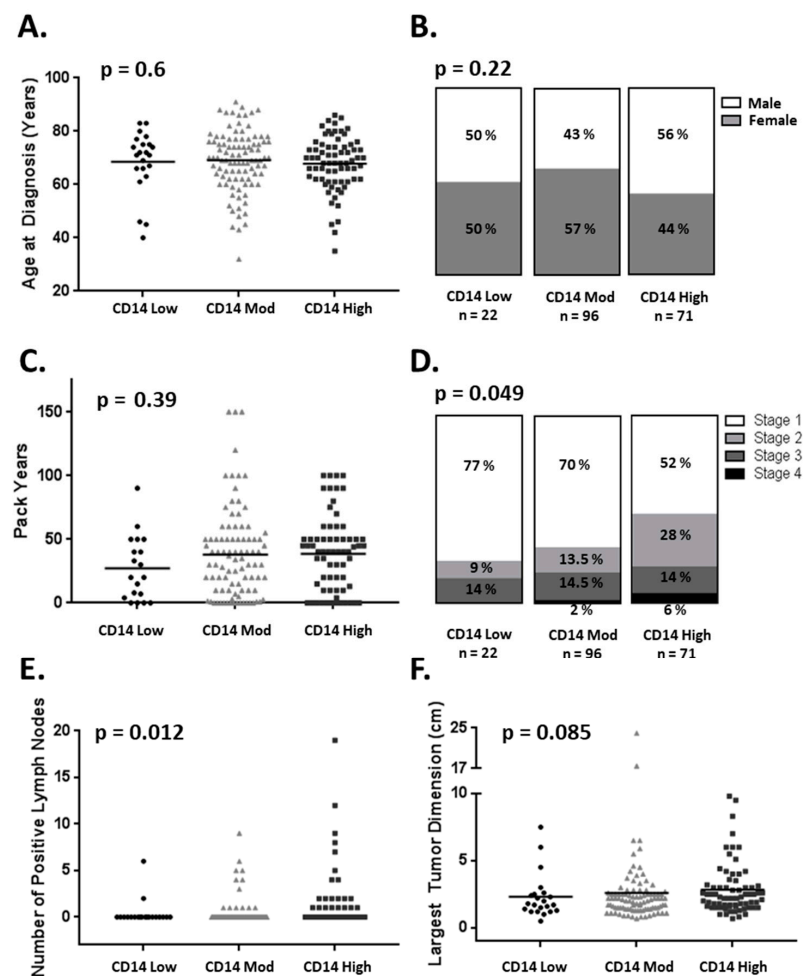 A.
p = 0.6
Age at Diagnosis (Years)
100
80
60
40
20
CD14 Low
CD14 Mod
CD14 High
B.
p = 0.22
Male
Female
50 %
43 %
56 %
50 %
57 %
44 %
CD14 Low
n = 22
CD14 Mod
n = 96
CD14 High
n = 71
C.
p = 0.39
Pack Years
150
100
50
0
CD14 Low
CD14 Mod
CD14 High
D.
p = 0.049
Stage 1
Stage 2
Stage 3
Stage 4
77 %
70 %
52 %
9 %
13.5 %
28 %
14 %
14.5 %
14 %
2 %
6 %
CD14 Low
n = 22
CD14 Mod
n = 96
CD14 High
n = 71
E.
p = 0.012
Number of Positive Lymph Nodes
20
15
10
5
0
CD14 Low
CD14 Mod
CD14 High
F.
p = 0.085
Largest Tumor Dimension (cm)
25
17
10
5
0
CD14 Low
CD14 Mod
CD14 High